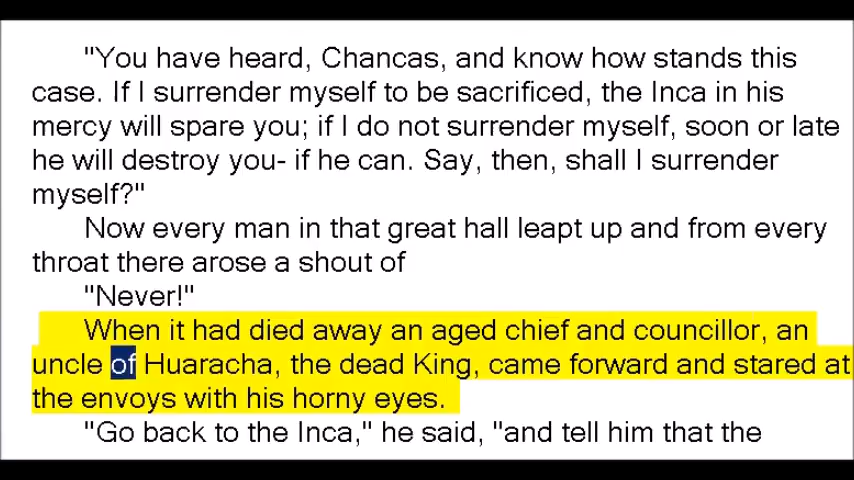 "You have heard, Chancas, and know how stands this
case. If I surrender myself to be sacrificed, the Inca in his
mercy will spare you; if I do not surrender myself, soon or late
he will destroy you- if he can. Say, then, shall I surrender
myself?"
Now every man in that great hall leapt up and from every
throat there arose a shout of
"Never!"
When it had died away an aged chief and councillor, an
uncle of Huaracha, the dead King, came forward and stared at
the envoys with his horny eyes.
"Go back to the Inca," he said, "and tell him that the